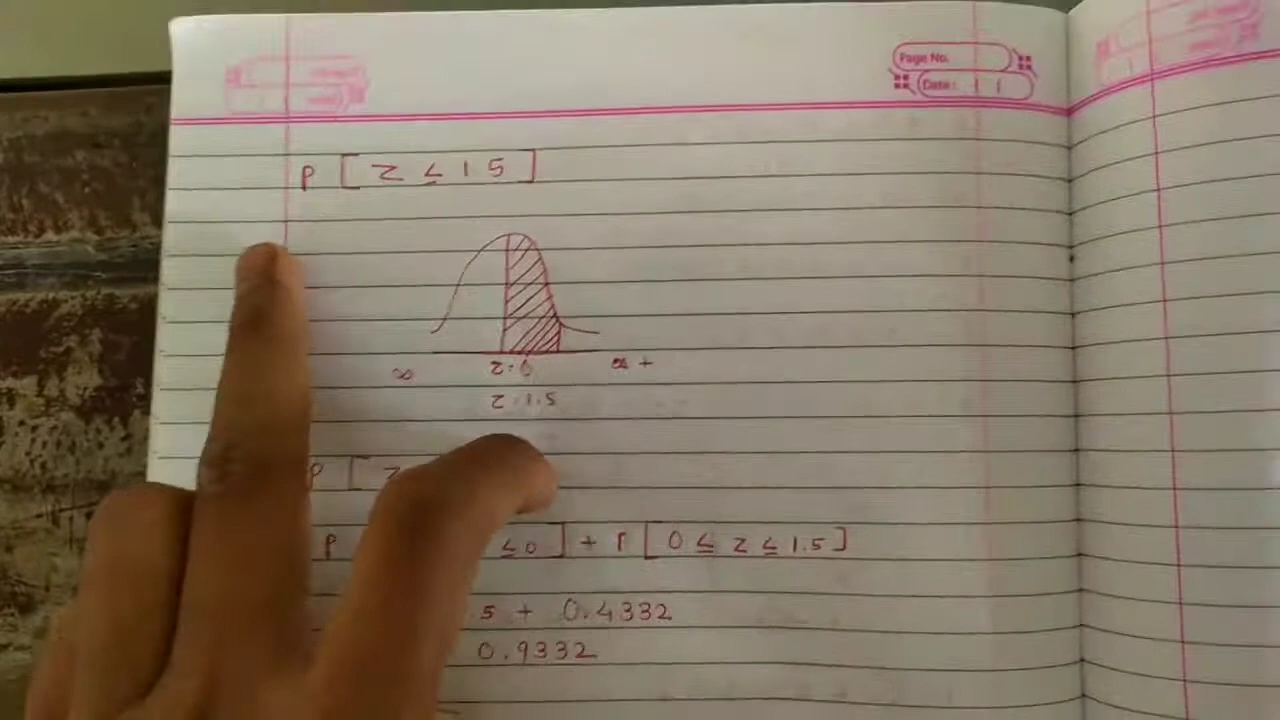 Page No.
Date :
P [ Z ≤ 1 5 ]
∞ z:0 ∞ +
z:1.5
P [ z
P ≤ 0 ] + P [ 0 ≤ z ≤ 1.5 ]
5 + 0.4332
0.9332